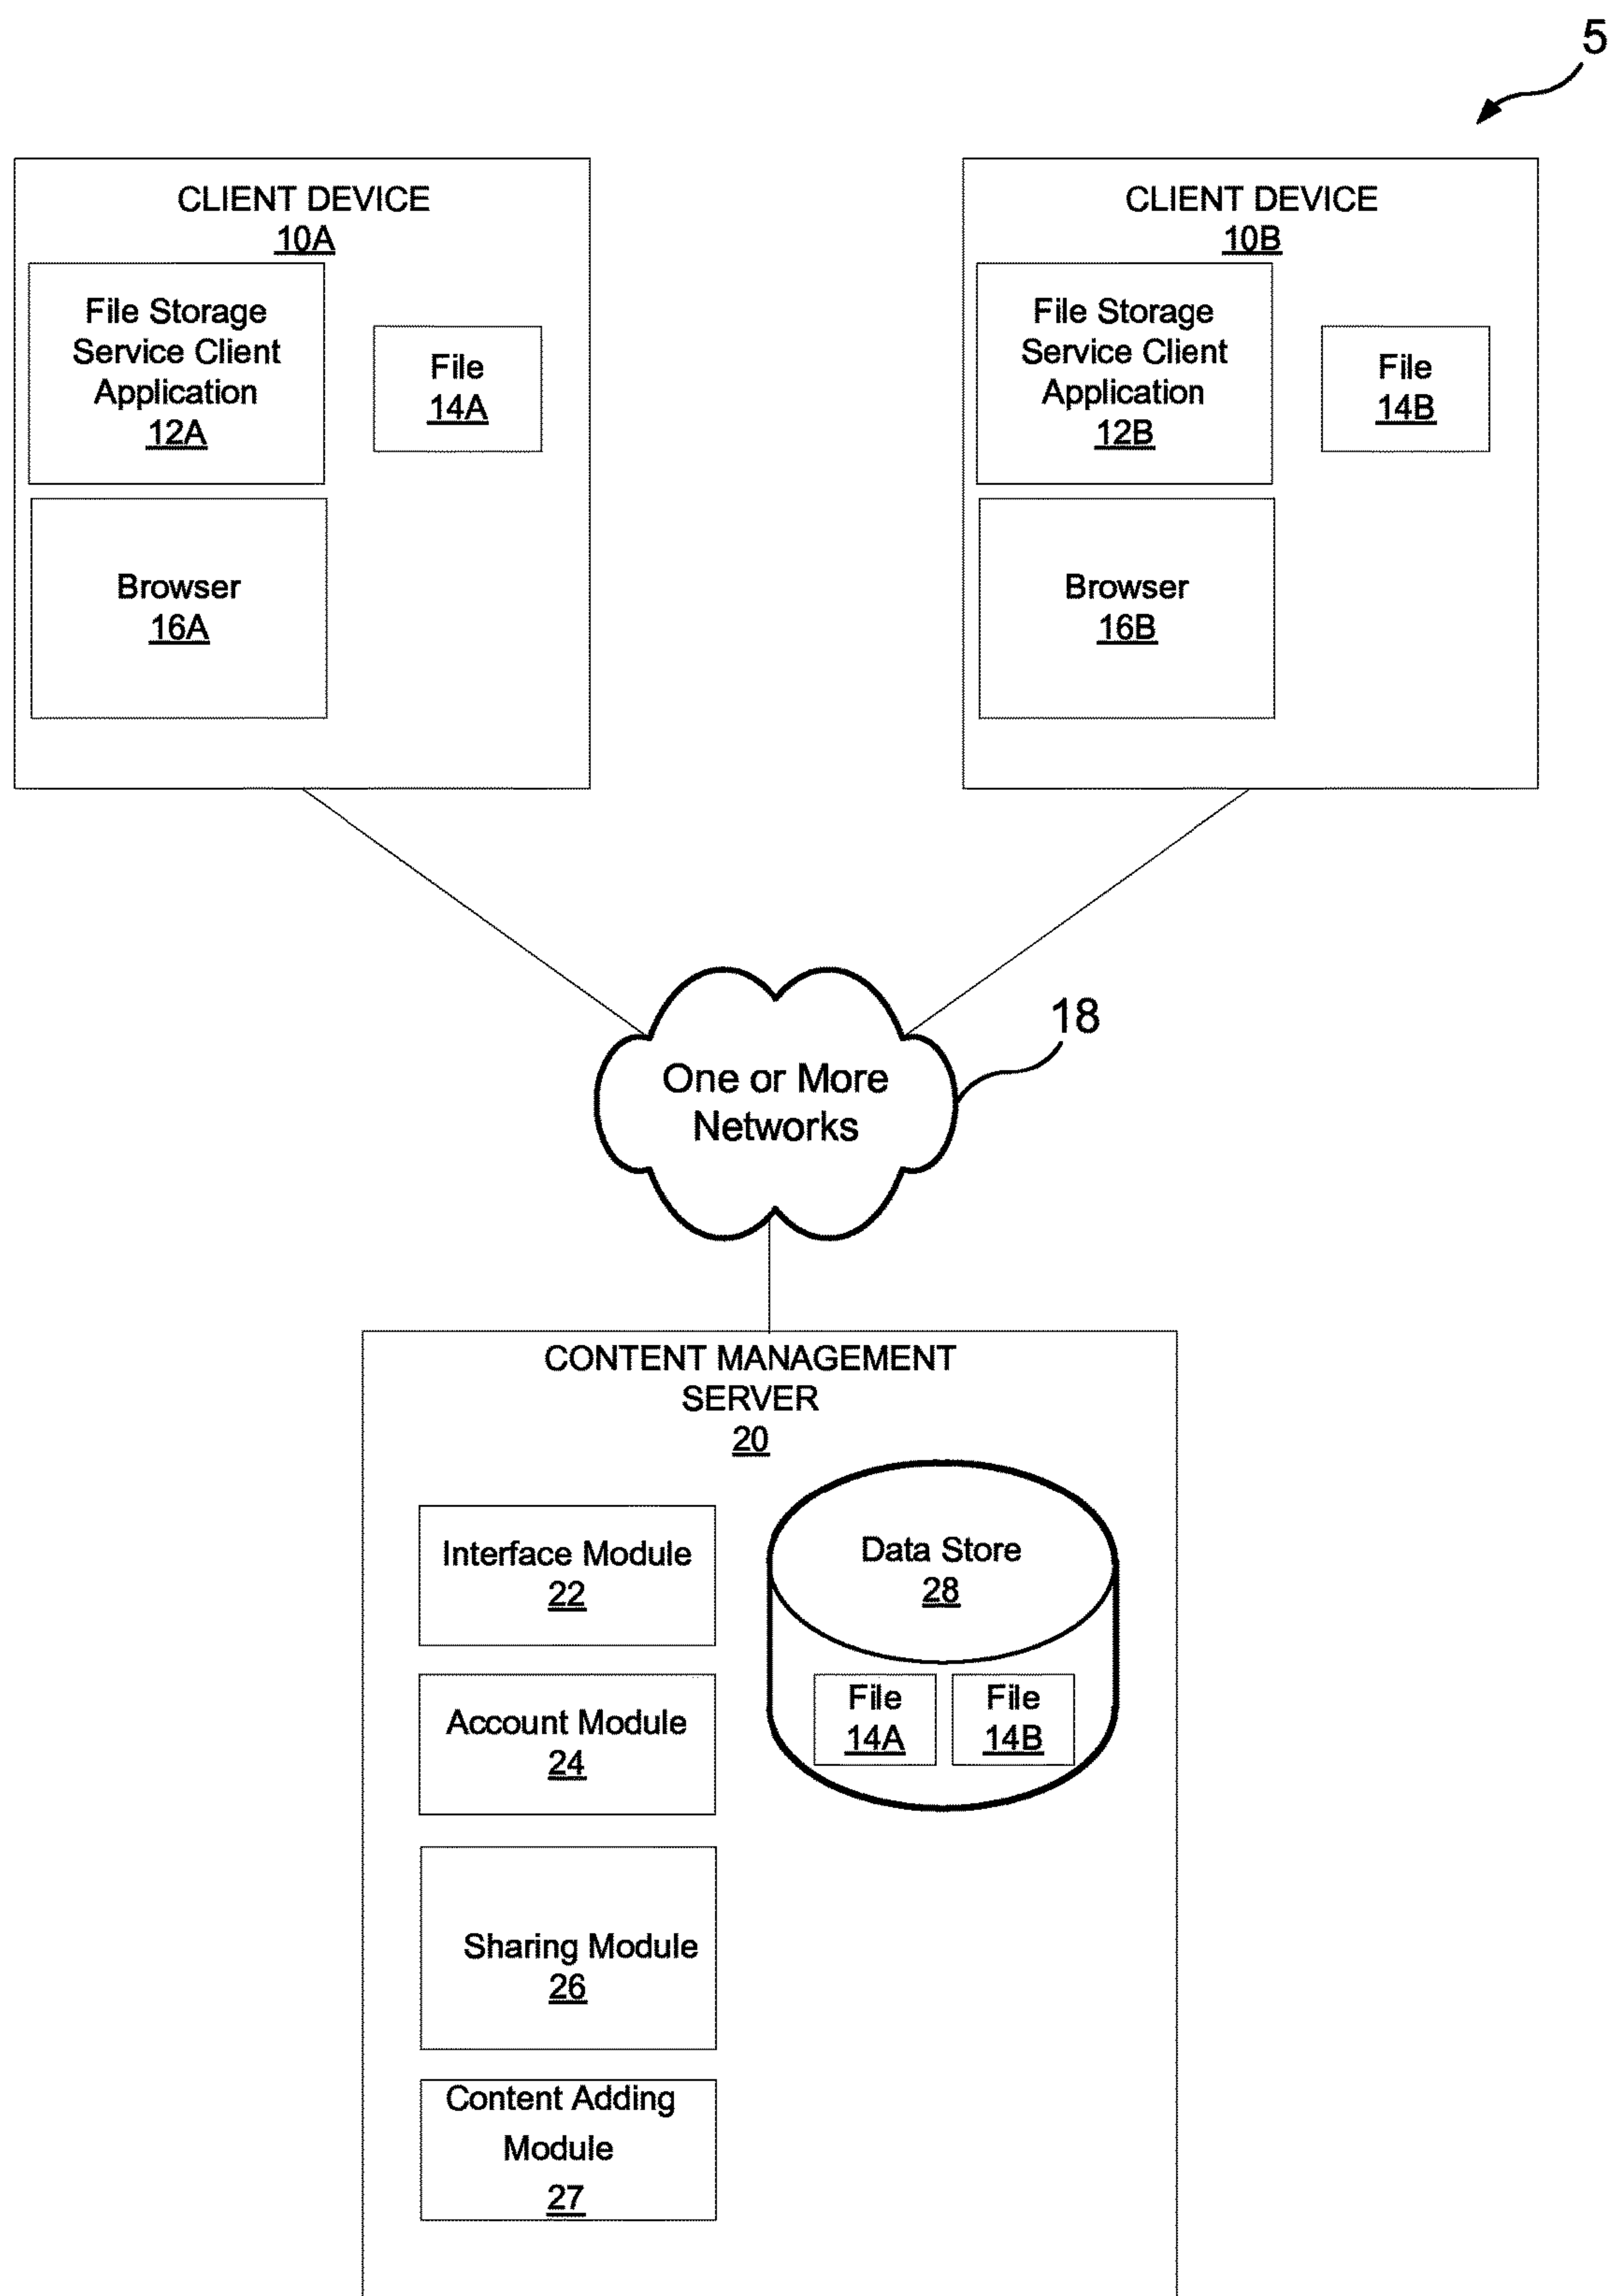 5
CLIENT DEVICE
10A
File Storage
Service Client
Application
12A
File
14A
Browser
16A
CLIENT DEVICE
10B
File Storage
Service Client
Application
12B
File
14B
Browser
16B
One or More
Networks
18
CONTENT MANAGEMENT
SERVER
20
Interface Module
22
Account Module
24
Sharing Module
26
Content Adding
Module
27
Data Store
28
File
14A
File
14B